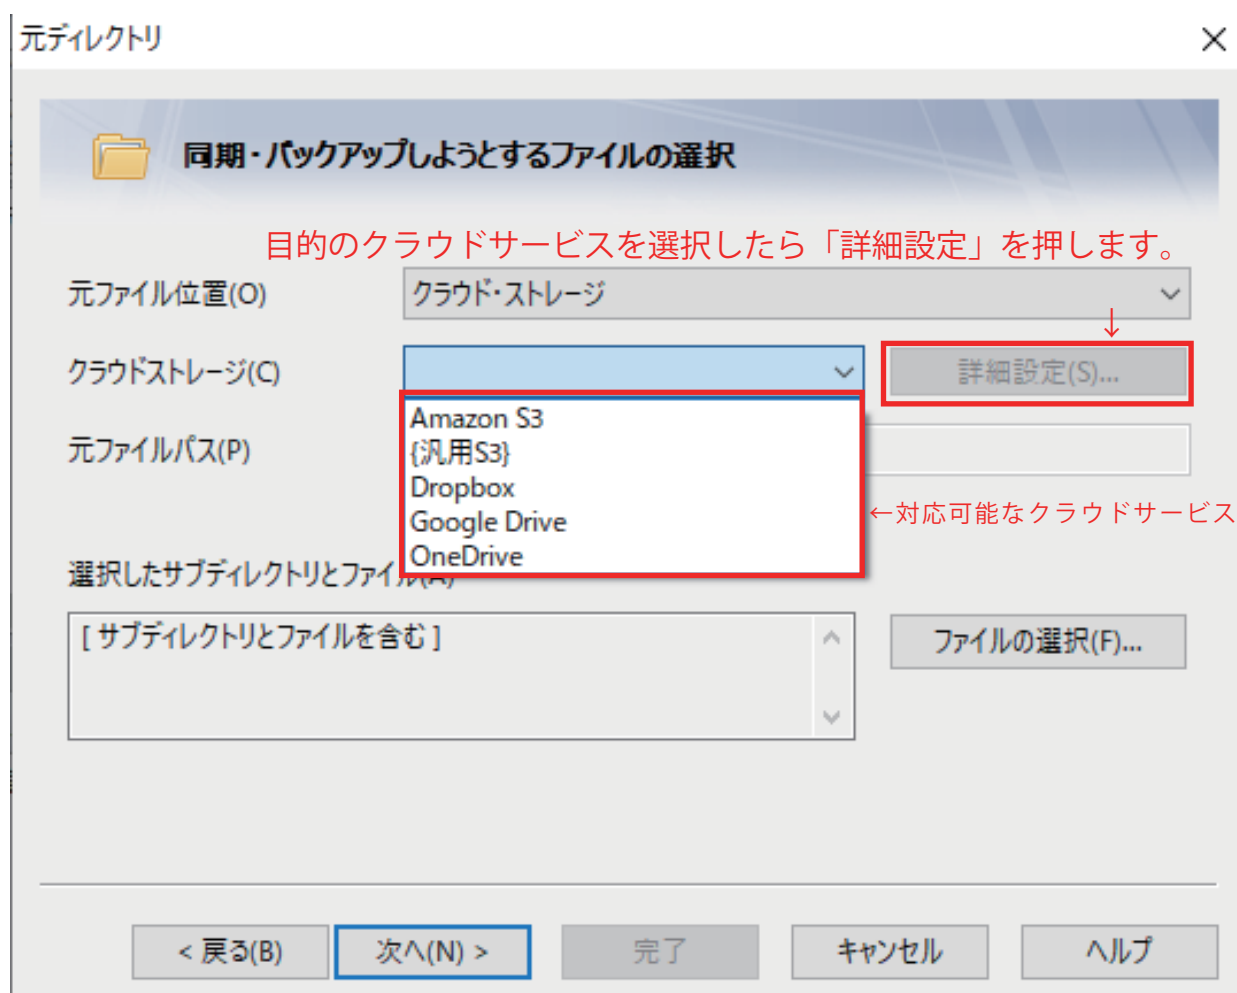 元ディレクトリ
同期・バックアップしようとするファイルの選択
目的のクラウドサービスを選択したら「詳細設定」を押します。
元ファイル位置(O)
クラウド・ストレージ
↓
クラウドストレージ(C)
詳細設定(S)...
Amazon S3
元ファイルパス(P)
{汎用S3}
Dropbox
Google Drive
←対応可能なクラウドサービス
OneDrive
選択したサブディレクトリとファイル(A)
[ サブディレクトリとファイルを含む ]
ファイルの選択(F)...
< 戻る(B)
次へ(N) >
完了
キャンセル
ヘルプ